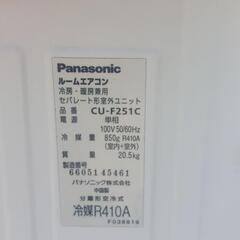 Panasonic
ルームエアコン
冷房・暖房兼用
セパレート形室外ユニット
品番 CU-F251C
電源 単相
100V 50/60Hz
冷媒 850g R410A
(室内+室外)
質量 20.5kg
製造番号 6605145461
パナソニック株式会社
中国製
分離形空冷式
冷媒R410A
F036818